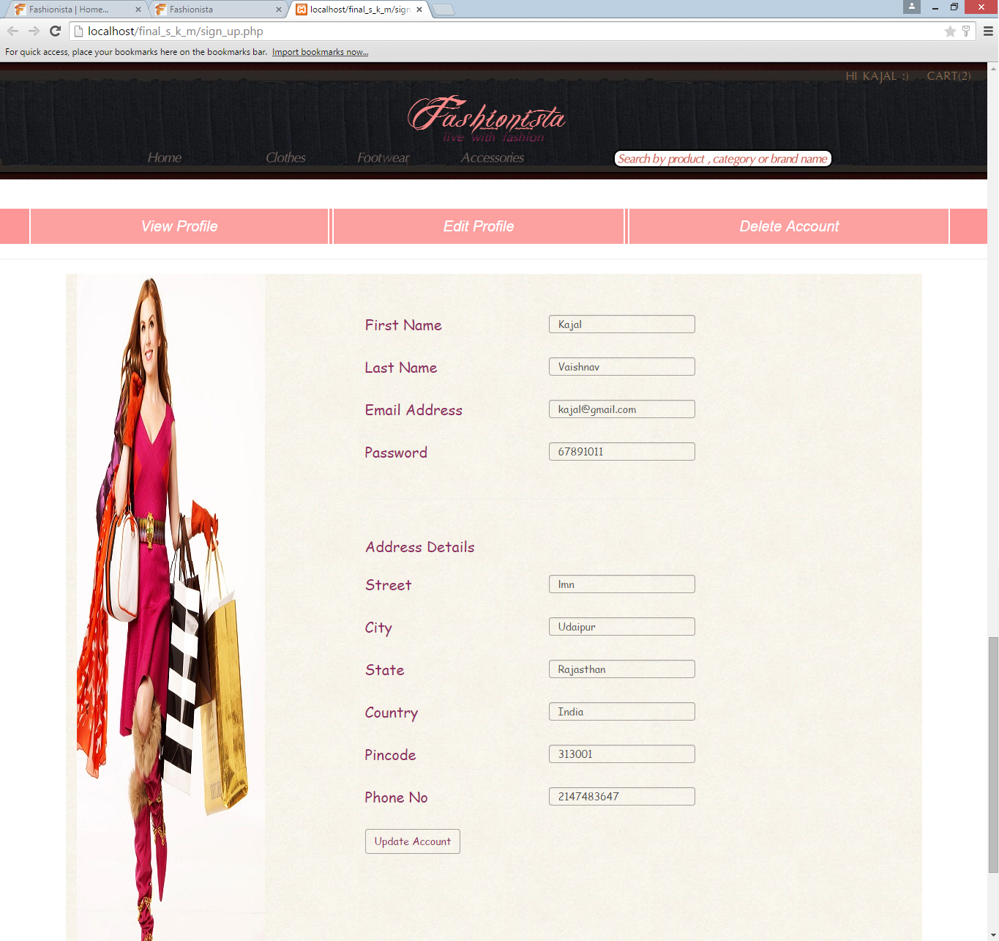 Fashionista | Home...
Fashionista
localhost/final_s_k_m/sign
localhost/final_s_k_m/sign_up.php
For quick access, place your bookmarks here on the bookmarks bar. Import bookmarks now...
HI KAJAL :) CART(2)
Fashionista
live with fashion
Home Clothes Footwear Accessories Search by product , category or brand name
View Profile Edit Profile Delete Account
First Name Kajal
Last Name Vaishnav
Email Address kajal@gmail.com
Password 67891011
Address Details
Street lmn
City Udaipur
State Rajasthan
Country India
Pincode 313001
Phone No 2147483647
Update Account